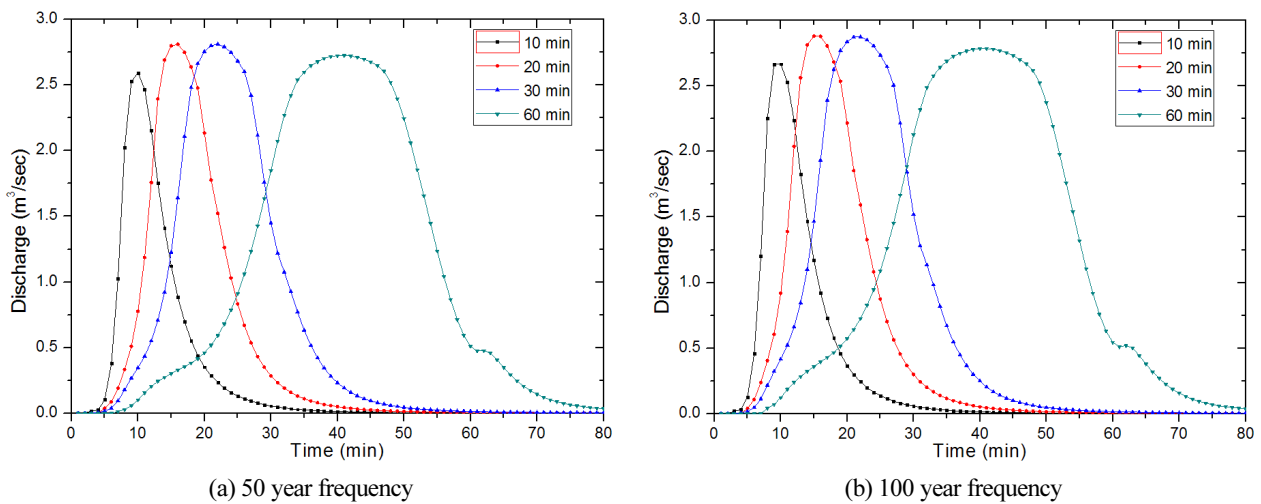 3.0
2.5
2.0
1.5
1.0
0.5
0.0
Discharge (m³/sec)
10 min
20 min
30 min
60 min
0 10 20 30 40 50 60 70 80
Time (min)
(a) 50 year frequency
3.0
2.5
2.0
1.5
1.0
0.5
0.0
Discharge (m³/sec)
10 min
20 min
30 min
60 min
0 10 20 30 40 50 60 70 80
Time (min)
(b) 100 year frequency